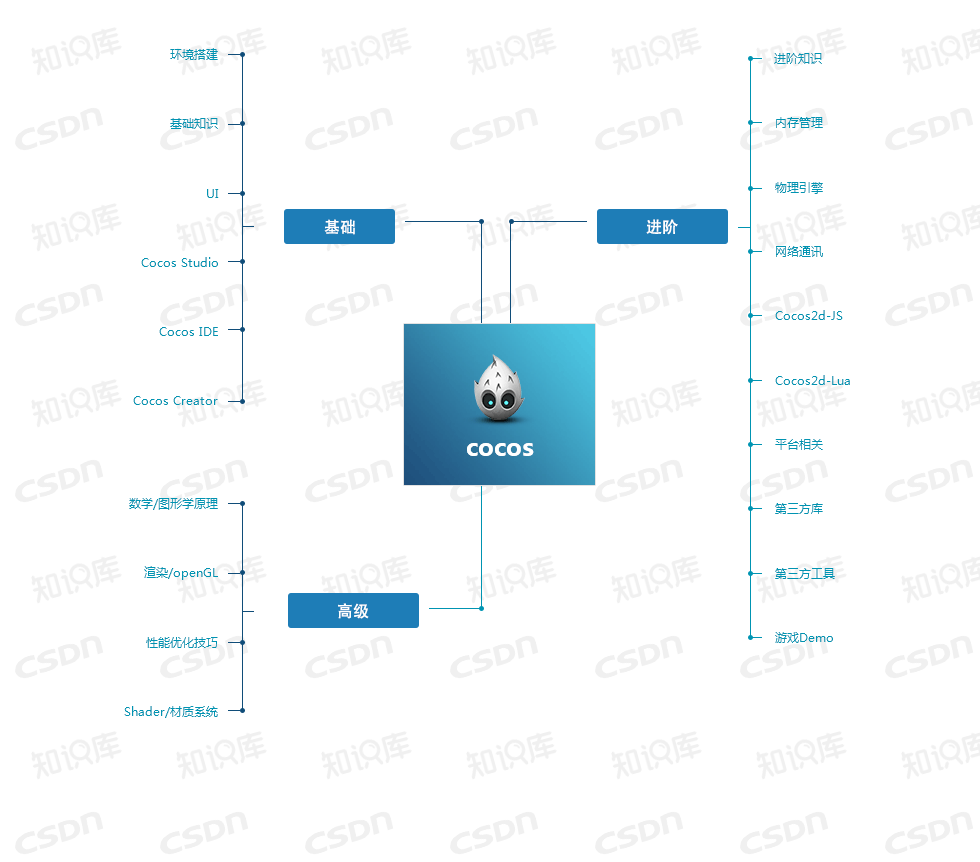 环境搭建
基础知识
UI
Cocos Studio
Cocos IDE
Cocos Creator
基础
进阶
进阶知识
内存管理
物理引擎
网络通讯
Cocos2d-JS
Cocos2d-Lua
平台相关
第三方库
第三方工具
游戏Demo
COCOS
数学/图形学原理
渲染/openGL
性能优化技巧
Shader/材质系统
高级
知识库
CSDN